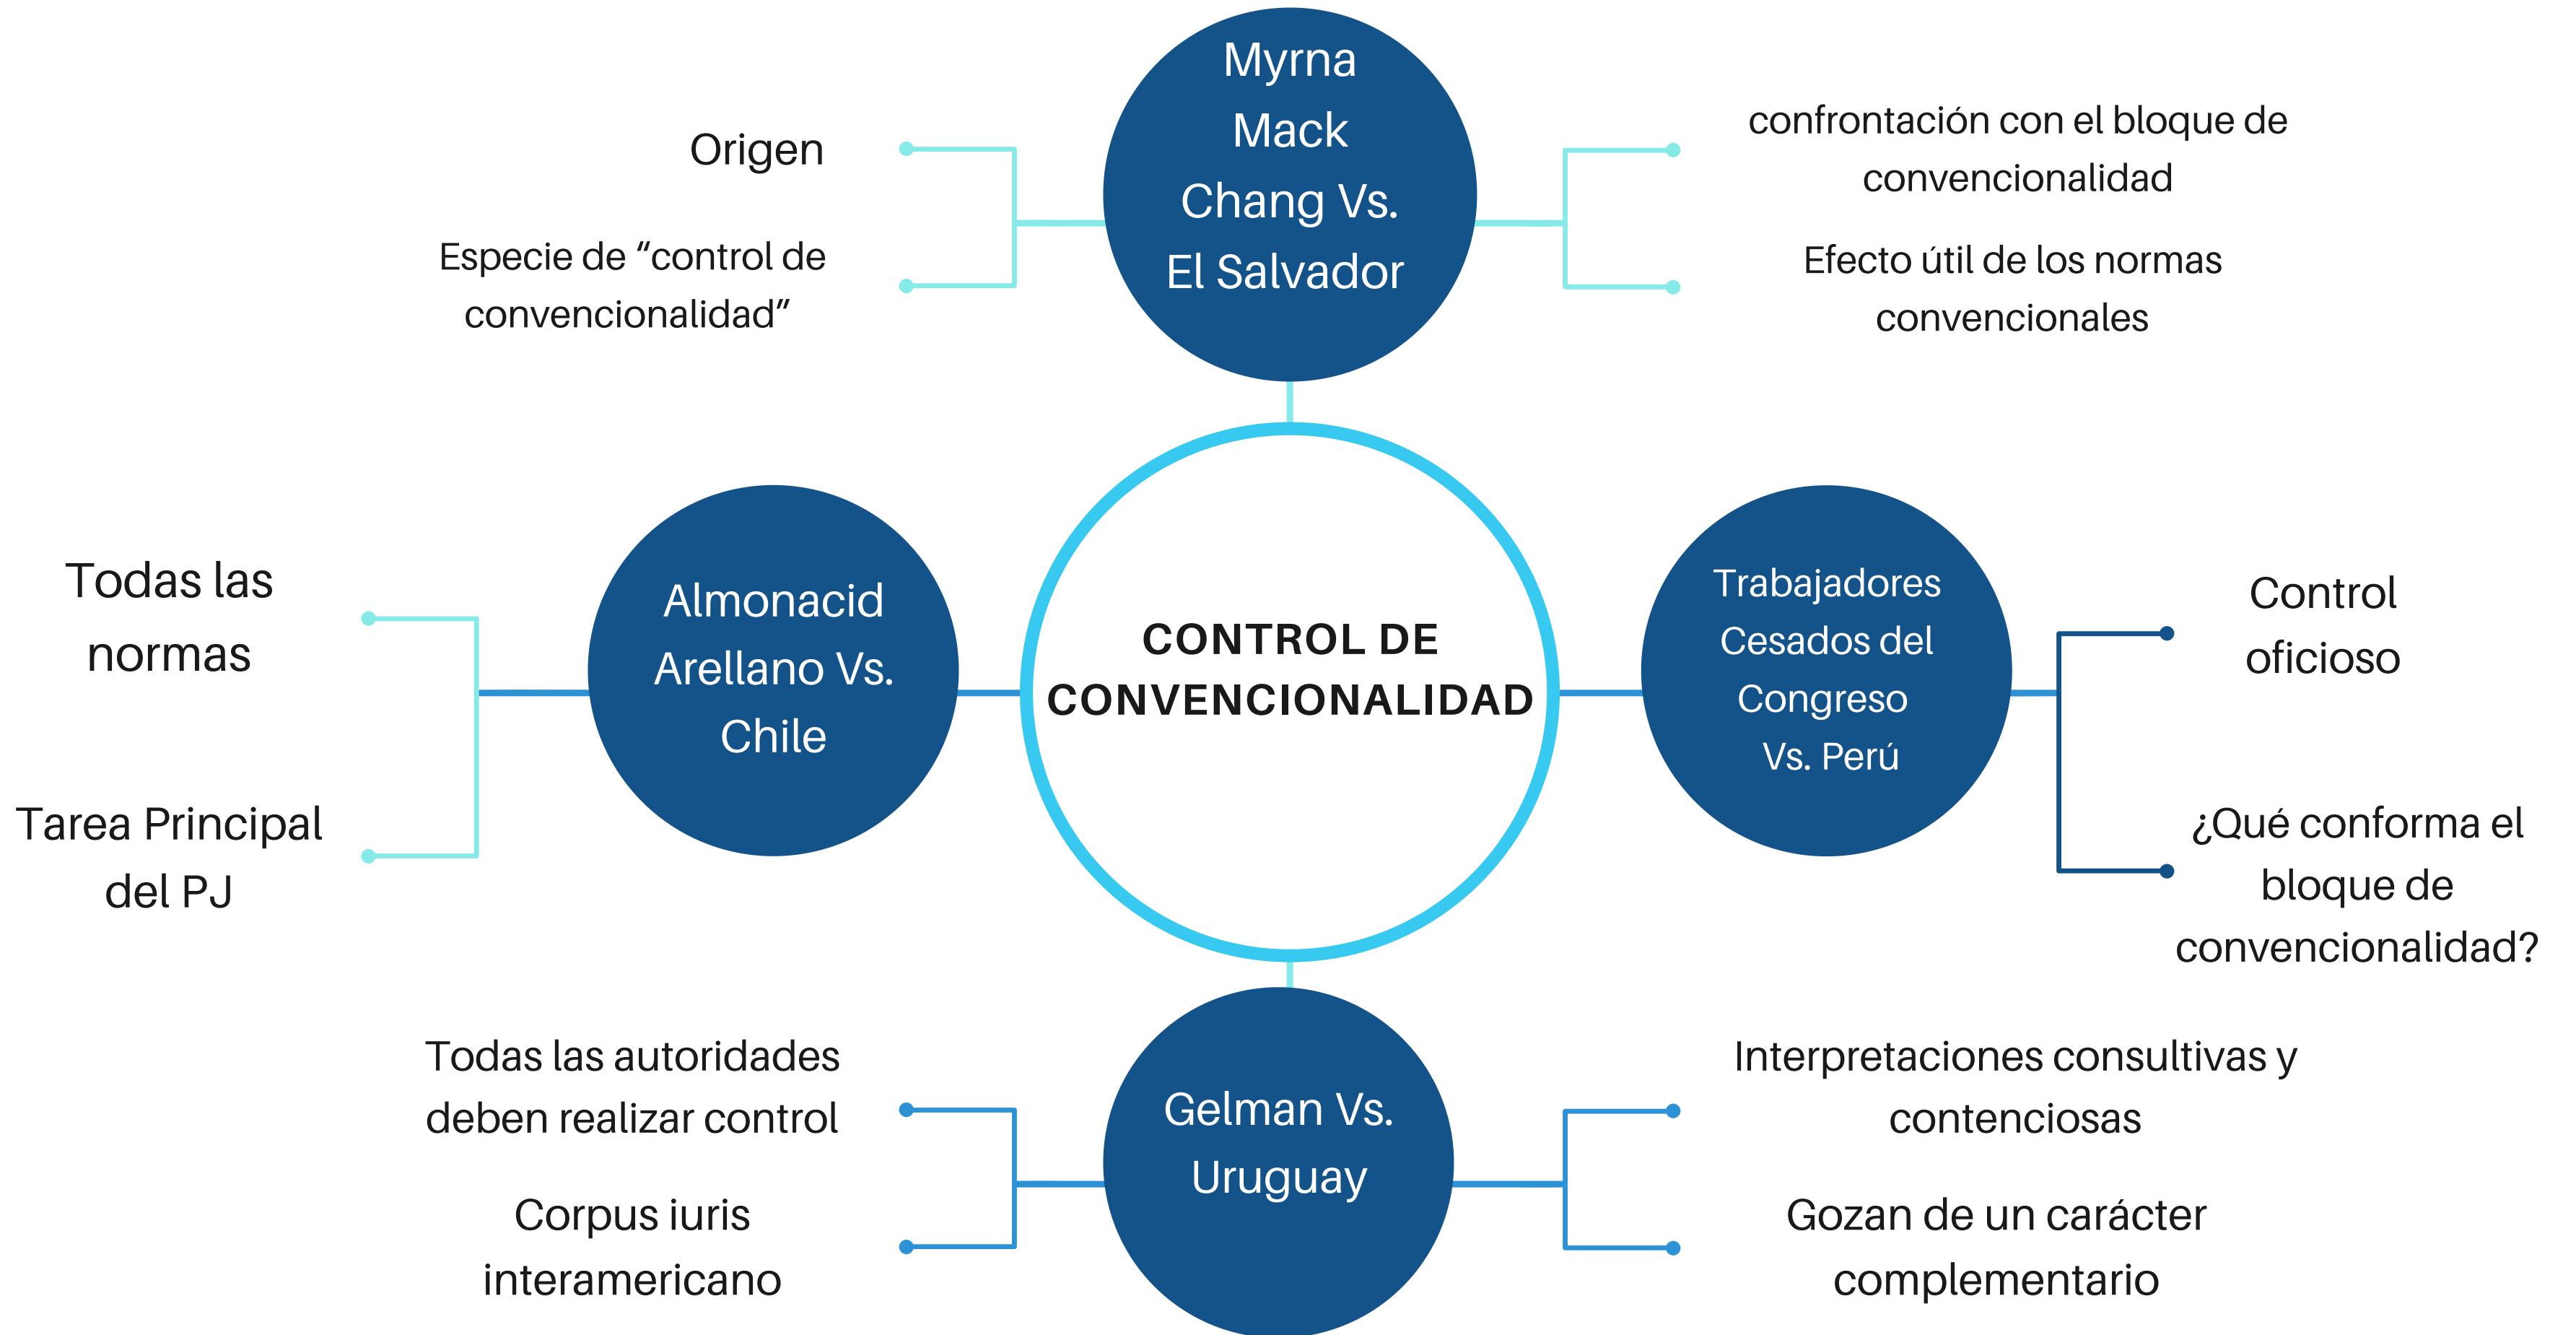 Myrna
Mack
Chang Vs.
El Salvador
Origen
Especie de “control de
convencionalidad”
confrontación con el bloque de
convencionalidad
Efecto útil de los normas
convencionales
CONTROL DE
CONVENCIONALIDAD
Almonacid
Arellano Vs.
Chile
Todas las
normas
Tarea Principal
del PJ
Trabajadores
Cesados del
Congreso
Vs. Perú
Control
oficioso
¿Qué conforma el
bloque de
convencionalidad?
Gelman Vs.
Uruguay
Todas las autoridades
deben realizar control
Corpus iuris
interamericano
Interpretaciones consultivas y
contenciosas
Gozan de un carácter
complementario